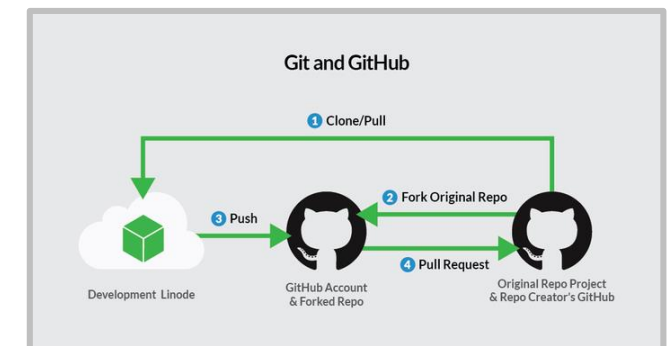 Git and GitHub
1 Clone/Pull
2 Fork Original Repo
3 Push
4 Pull Request
Development Linode
GitHub Account
& Forked Repo
Original Repo Project
& Repo Creator's GitHub